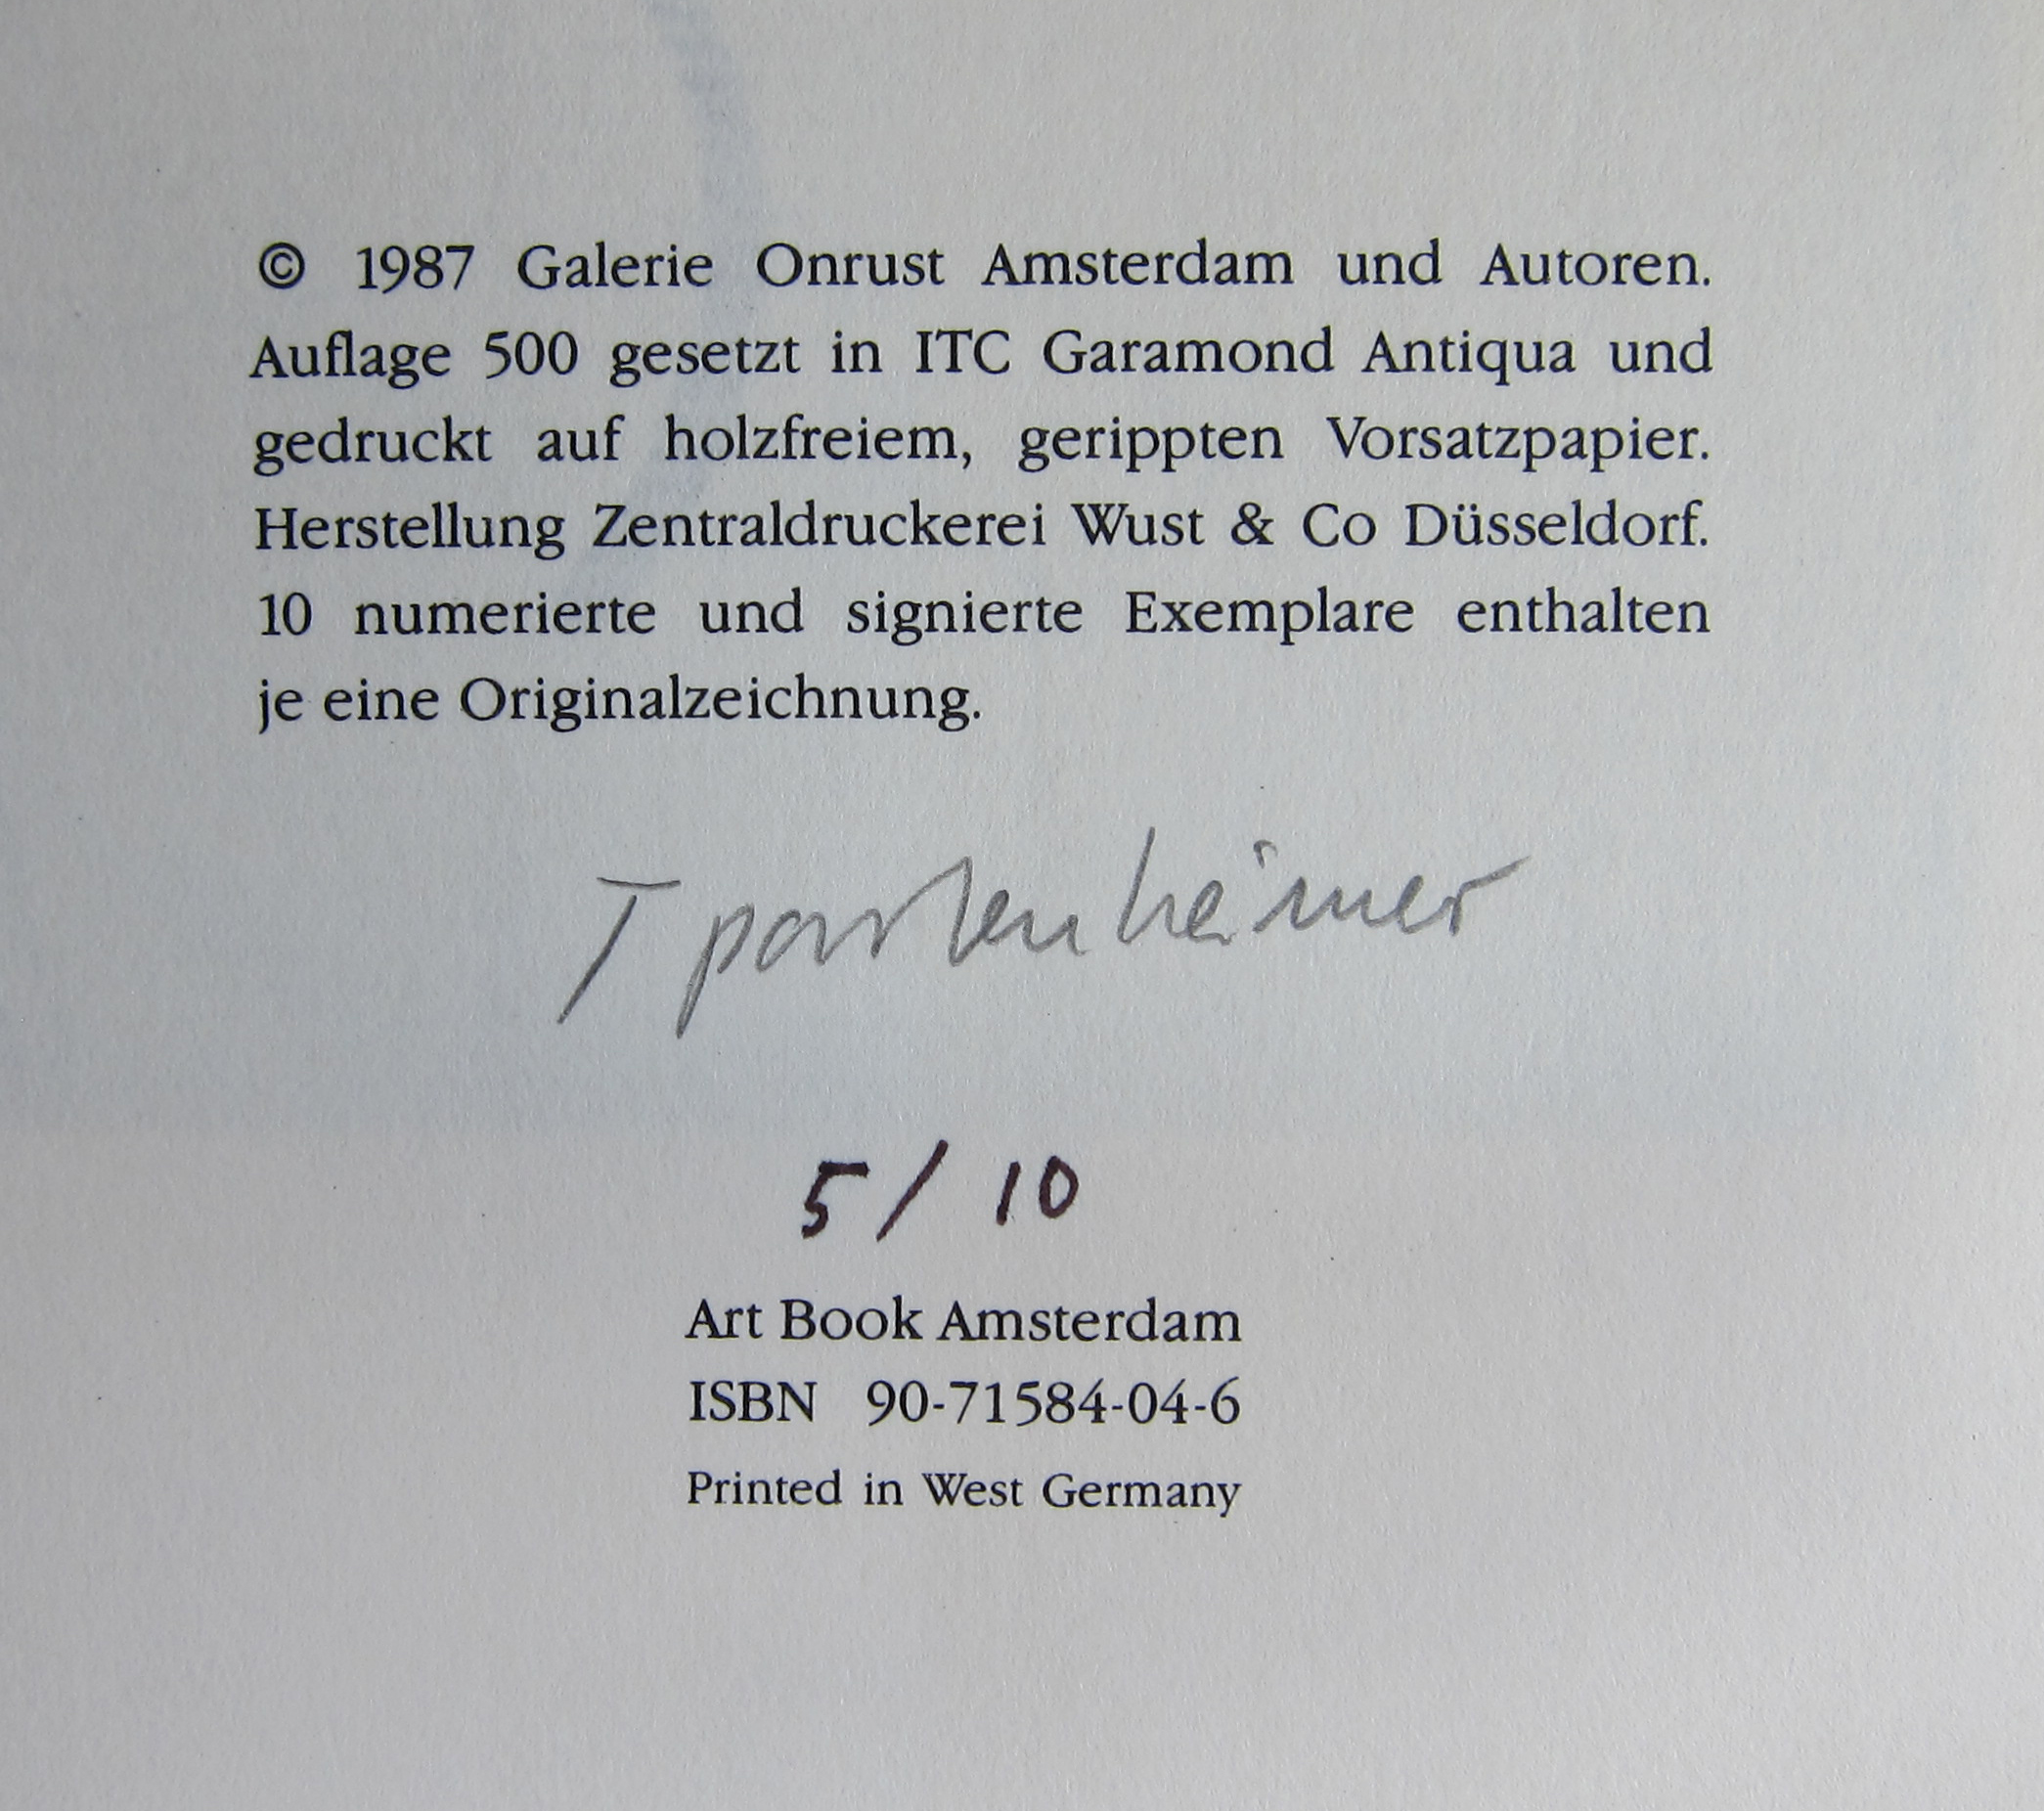 © 1987 Galerie Onrust Amsterdam und Autoren.
Auflage 500 gesetzt in ITC Garamond Antiqua und
gedruckt auf holzfreiem, gerippten Vorsatzpapier.
Herstellung Zentraldruckerei Wust & Co Düsseldorf.
10 numerierte und signierte Exemplare enthalten
je eine Originalzeichnung.
T partenheimer
5/10
Art Book Amsterdam
ISBN 90-71584-04-6
Printed in West Germany